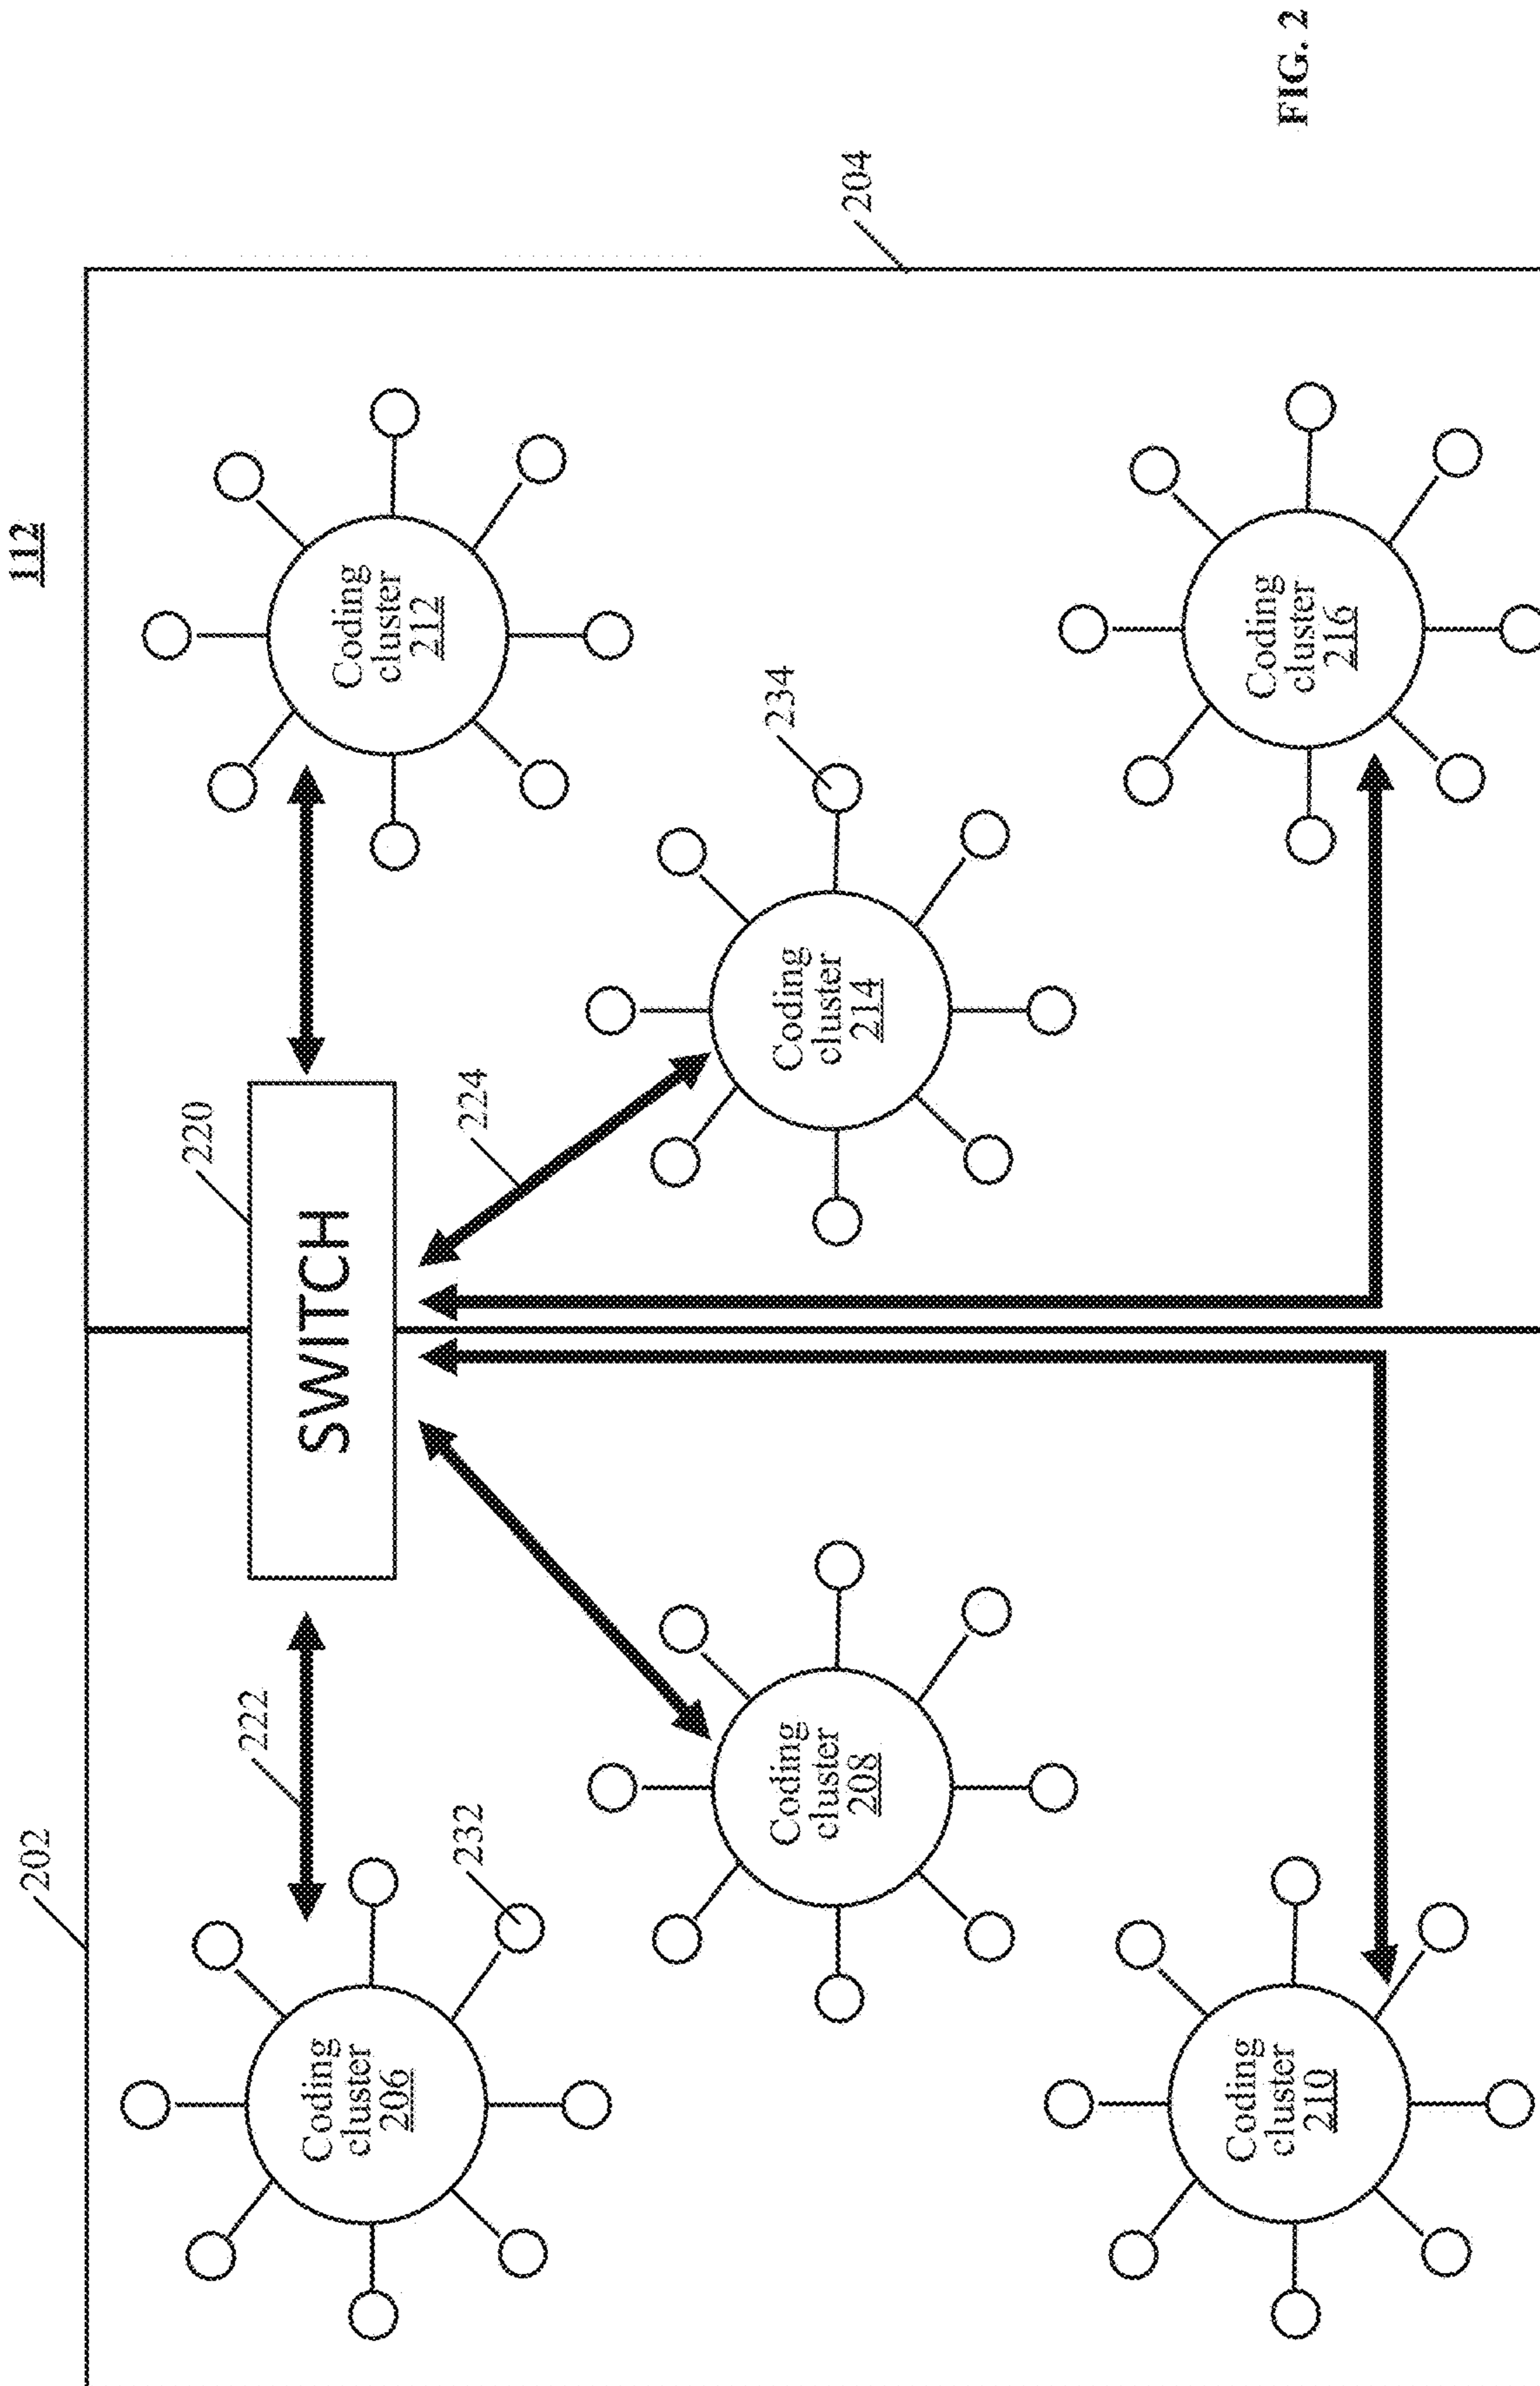 112
202
204
220
SWITCH
222
224
Coding
cluster
206
232
Coding
cluster
212
Coding
cluster
208
Coding
cluster
214
234
Coding
cluster
210
Coding
cluster
216
FIG. 2